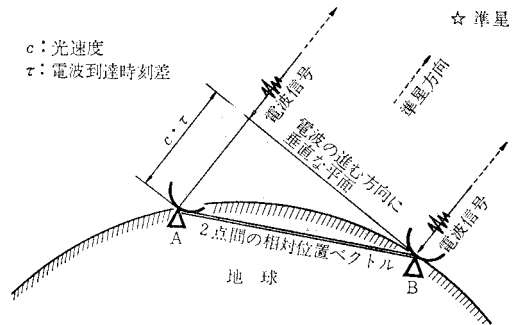 ☆ 準星
c：光速度
τ：電波到達時刻差
電波信号
準星方向
c・τ
電波の進む方向に
垂直な平面
電波信号
A
2点間の相対位置ベクトル
B
地球